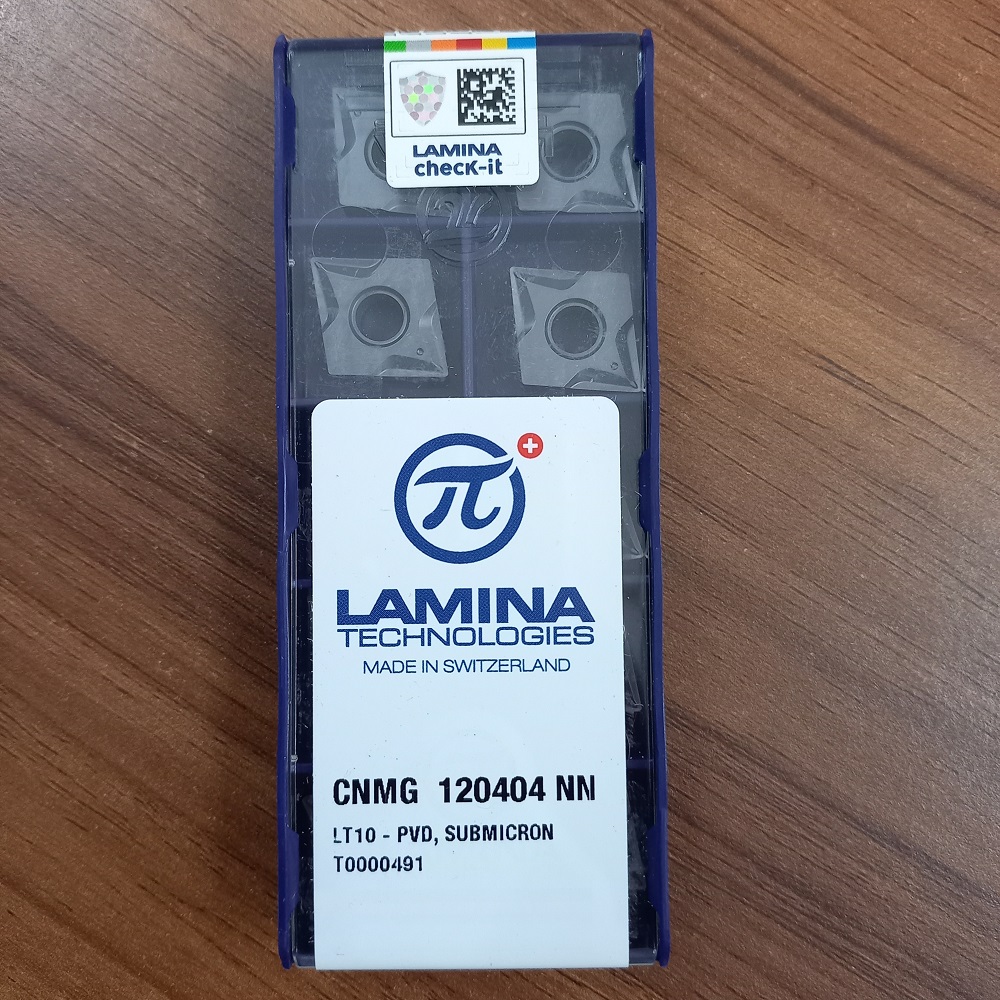 LAMINA
checK-it
π
LAMINA
TECHNOLOGIES
MADE IN SWITZERLAND
CNMG 120404 NN
LT10 - PVD, SUBMICRON
T0000491